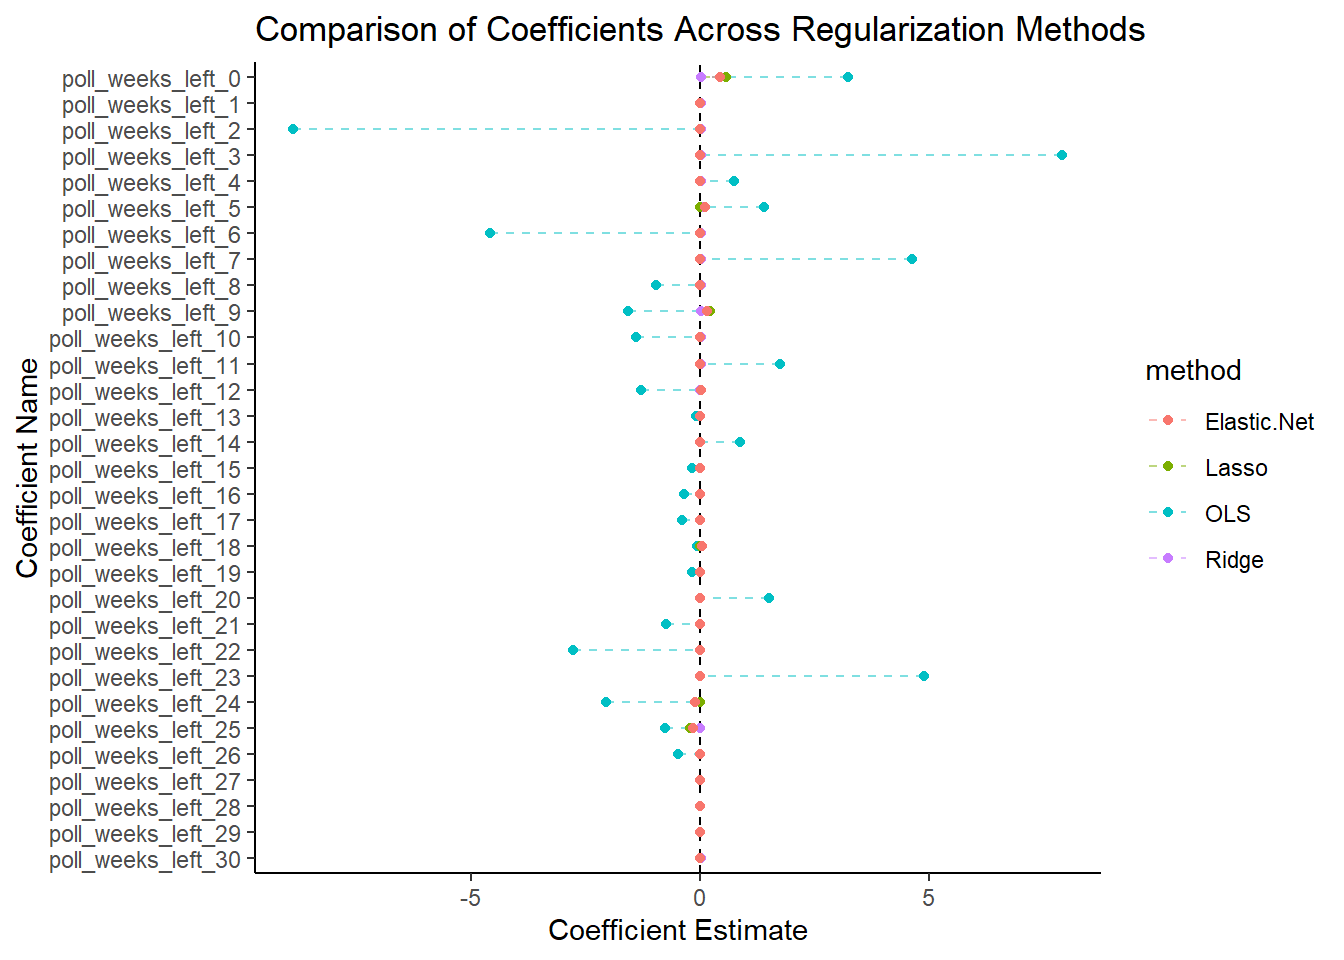 Comparison of Coefficients Across Regularization Methods
poll_weeks_left_0
poll_weeks_left_1
poll_weeks_left_2
poll_weeks_left_3
poll_weeks_left_4
poll_weeks_left_5
poll_weeks_left_6
poll_weeks_left_7
poll_weeks_left_8
poll_weeks_left_9
poll_weeks_left_10
poll_weeks_left_11
poll_weeks_left_12
poll_weeks_left_13
poll_weeks_left_14
poll_weeks_left_15
poll_weeks_left_16
poll_weeks_left_17
poll_weeks_left_18
poll_weeks_left_19
poll_weeks_left_20
poll_weeks_left_21
poll_weeks_left_22
poll_weeks_left_23
poll_weeks_left_24
poll_weeks_left_25
poll_weeks_left_26
poll_weeks_left_27
poll_weeks_left_28
poll_weeks_left_29
poll_weeks_left_30
Coefficient Name
-5 0 5
Coefficient Estimate
method
Elastic.Net
Lasso
OLS
Ridge